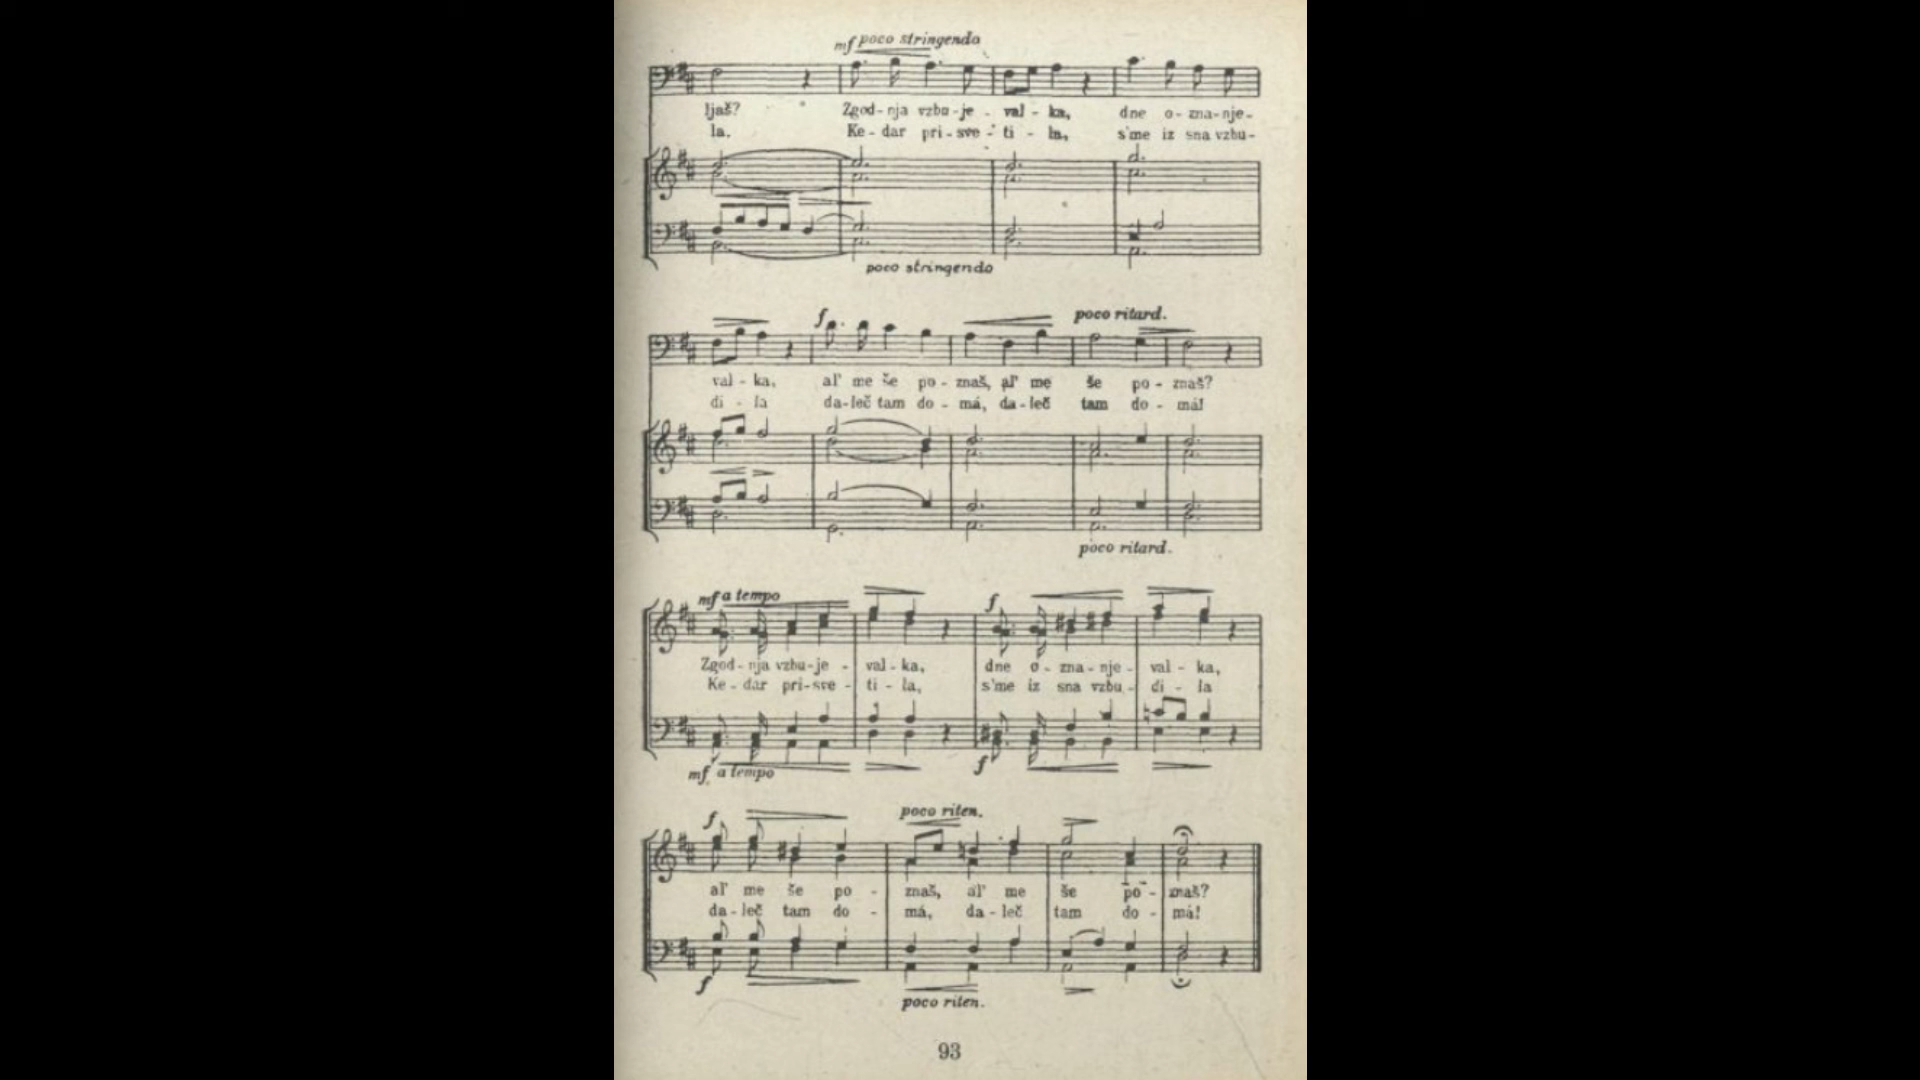 mf poco stringendo
ljaš? Zgod-nja vzbu-je-val-ka, dne o-zna-nje-
la. Ke-dar pri-sve-ti-la, s'me iz sna vzbu-
poco stringendo
f poco ritard.
val-ka, al' me še po-znaš, al' me še po-znaš?
di-la da-leč tam do-má, da-leč tam do-má!
poco ritard.
mf a tempo f
Zgod-nja vzbu-je-val-ka, dne o-zna-nje-val-ka,
Ke-dar pri-sve-ti-la, s'me iz sna vzbu-di-la
mf a tempo f
f poco riten.
al' me še po-znaš, al' me še po-znaš?
da-leč tam do-má, da-leč tam do-má!
f poco riten.
93